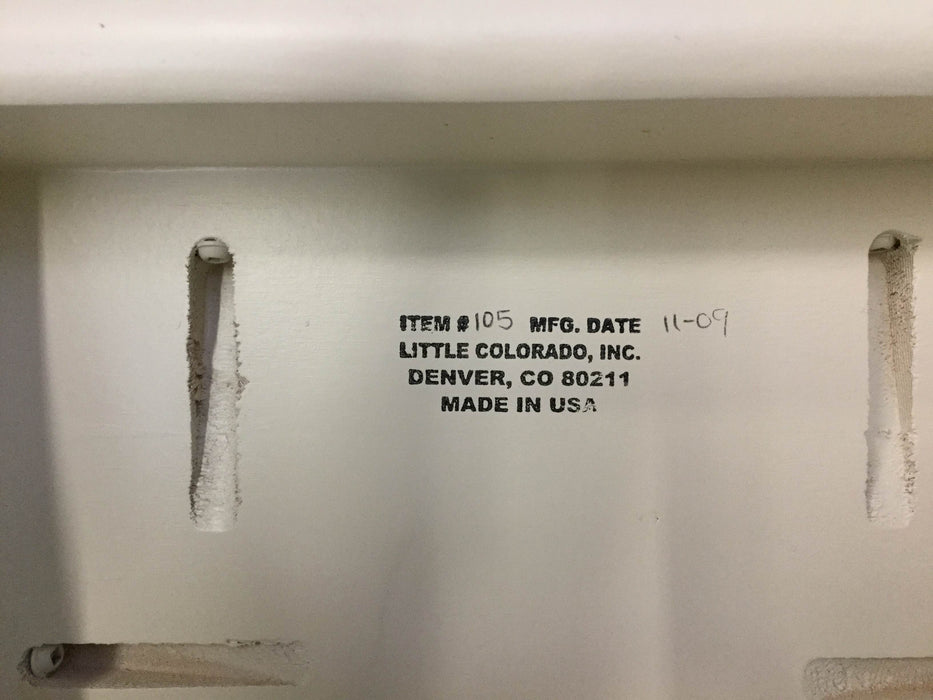 ITEM #105 MFG. DATE 11-09
LITTLE COLORADO, INC.
DENVER, CO 80211
MADE IN USA